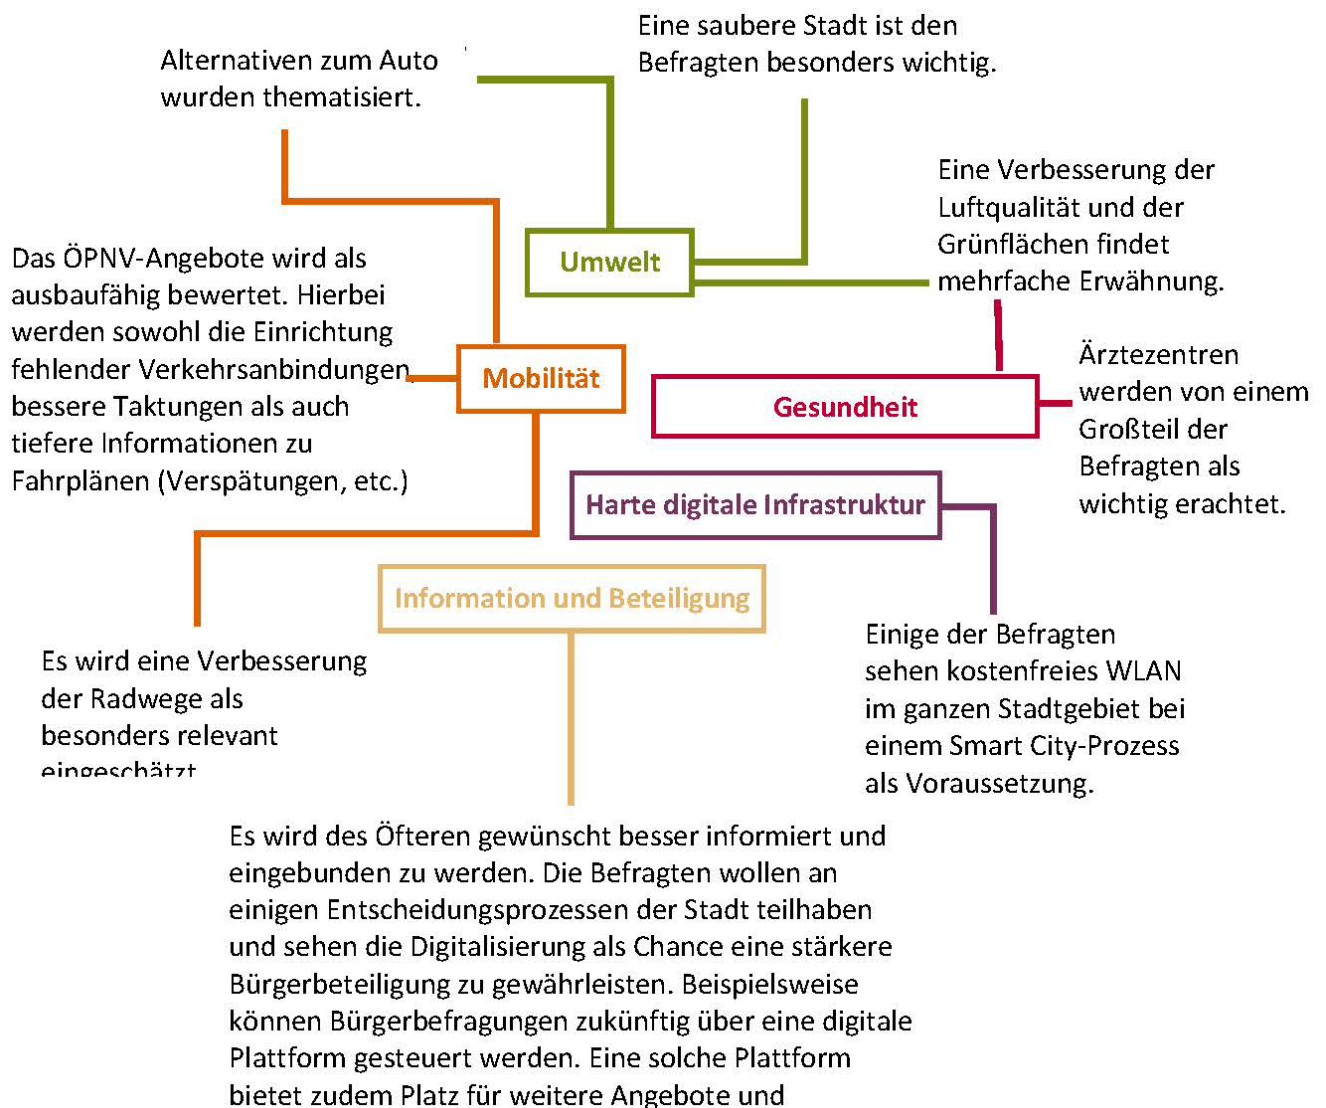 Eine saubere Stadt ist den
Befragten besonders wichtig.
Alternativen zum Auto
wurden thematisiert.
Eine Verbesserung der
Luftqualität und der
Grünflächen findet
mehrfache Erwähnung.
Umwelt
Das ÖPNV-Angebote wird als
ausbaufähig bewertet. Hierbei
werden sowohl die Einrichtung
fehlender Verkehrsanbindungen,
bessere Taktungen als auch
tiefere Informationen zu
Fahrplänen (Verspätungen, etc.)
Mobilität
Gesundheit
Ärztezentren
werden von einem
Großteil der
Befragten als
wichtig erachtet.
Harte digitale Infrastruktur
Information und Beteiligung
Einige der Befragten
sehen kostenfreies WLAN
im ganzen Stadtgebiet bei
einem Smart City-Prozess
als Voraussetzung.
Es wird eine Verbesserung
der Radwege als
besonders relevant
eingeschätzt
Es wird des Öfteren gewünscht besser informiert und
eingebunden zu werden. Die Befragten wollen an
einigen Entscheidungsprozessen der Stadt teilhaben
und sehen die Digitalisierung als Chance eine stärkere
Bürgerbeteiligung zu gewährleisten. Beispielsweise
können Bürgerbefragungen zukünftig über eine digitale
Plattform gesteuert werden. Eine solche Plattform
bietet zudem Platz für weitere Angebote und